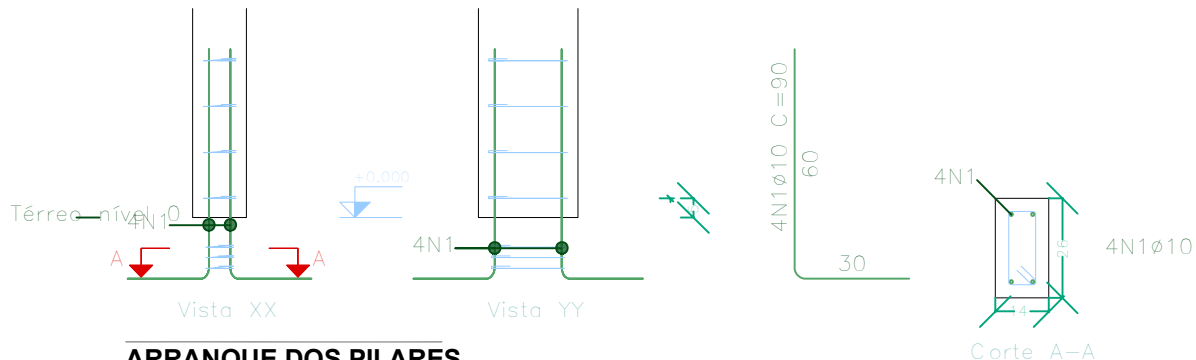 +0,000
Térreo nível 0
4N1
A
A
Vista XX
4N1
Vista YY
4N1ø10 C=90
60
30
4N1
26
14
4N1ø10
Corte A-A
ARRANQUE DOS PILARES